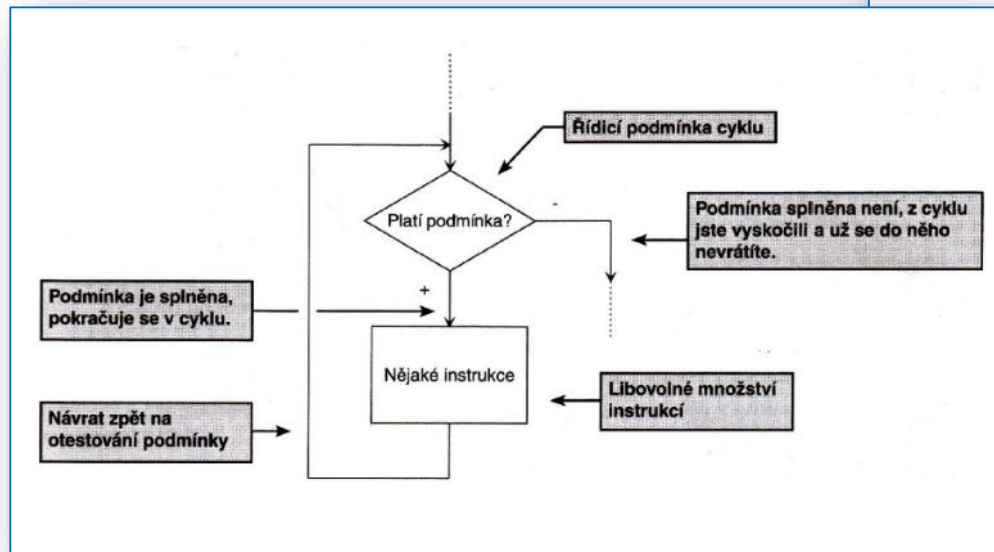 Řídicí podmínka cyklu
Platí podmínka?
-
Podmínka splněna není, z cyklu
jste vyskočili a už se do něho
nevrátíte.
+
Podmínka je splněna,
pokračuje se v cyklu.
Nějaké instrukce
Libovolné množství
instrukcí
Návrat zpět na
otestování podmínky